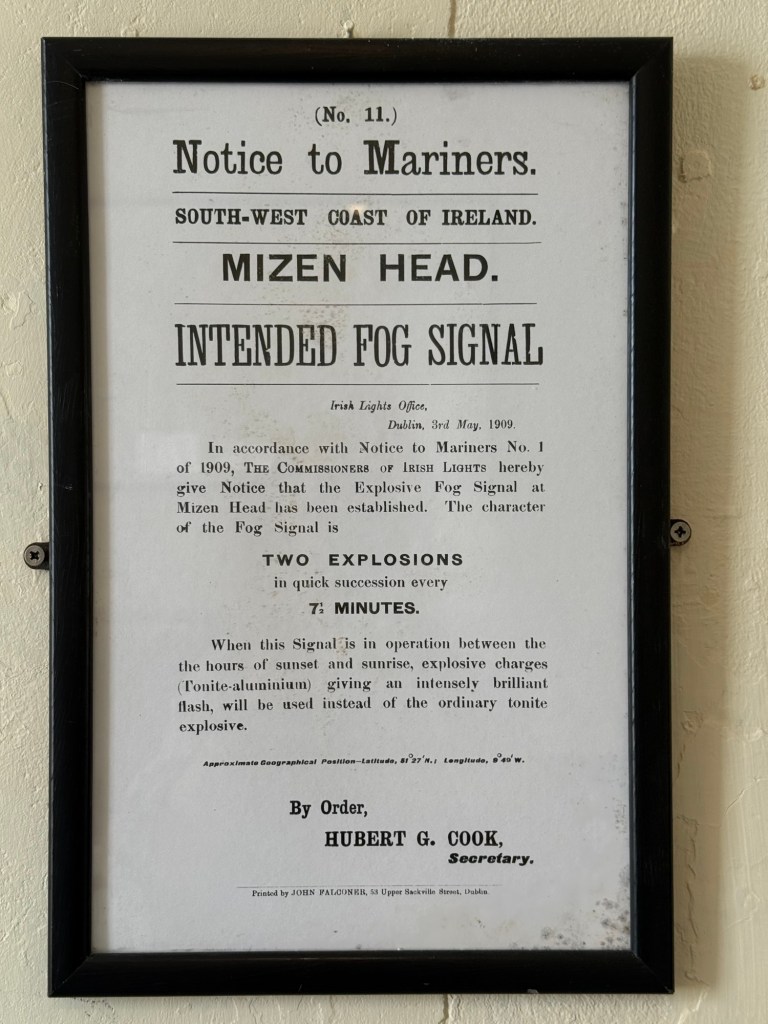 (No. 11.)
Notice to Mariners.
SOUTH-WEST COAST OF IRELAND.
MIZEN HEAD.
INTENDED FOG SIGNAL
Irish Lights Office,
Dublin, 3rd May, 1909.
In accordance with Notice to Mariners No. 1
of 1909, THE COMMISSIONERS OF IRISH LIGHTS hereby
give Notice that the Explosive Fog Signal at
Mizen Head has been established. The character
of the Fog Signal is
TWO EXPLOSIONS
in quick succession every
7½ MINUTES.
When this Signal is in operation between the
the hours of sunset and sunrise, explosive charges
(Tonite-aluminium) giving an intensely brilliant
flash, will be used instead of the ordinary tonite
explosive.
Approximate Geographical Position—Latitude, 51°27'N.; Longitude, 9°49'W.
By Order,
HUBERT G. COOK,
Secretary.
Printed by JOHN FALCONER, 53 Upper Sackville Street, Dublin.